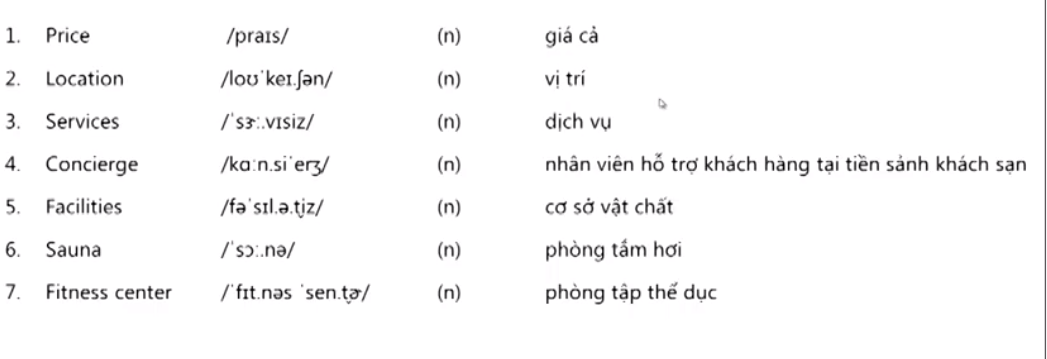 1. Price /praɪs/ (n) giá cả
2. Location /loʊˈkeɪ.ʃən/ (n) vị trí
3. Services /ˈsɝː.vɪsiz/ (n) dịch vụ
4. Concierge /kɑːn.siˈerʒ/ (n) nhân viên hỗ trợ khách hàng tại tiền sảnh khách sạn
5. Facilities /fəˈsɪl.ə.t̬iz/ (n) cơ sở vật chất
6. Sauna /ˈsɔː.nə/ (n) phòng tắm hơi
7. Fitness center /ˈfɪt.nəs ˈsen.t̬ɚ/ (n) phòng tập thể dục